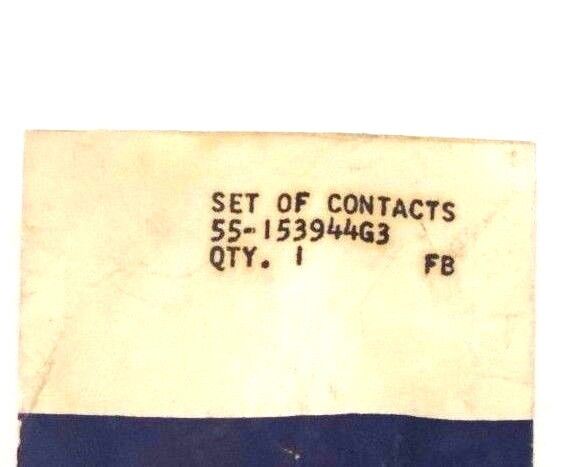 SET OF CONTACTS
55-153944G3
QTY. 1 FB